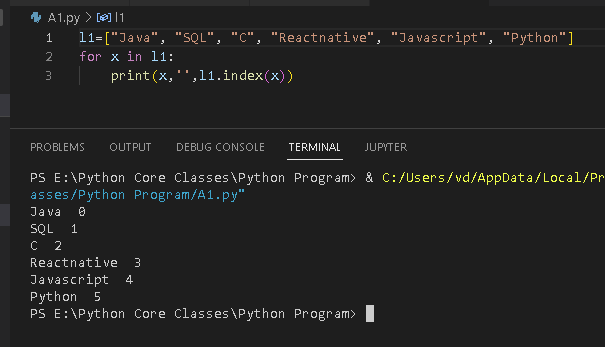 A1.py > l1
1 l1=["Java", "SQL", "C", "Reactnative", "Javascript", "Python"]
2 for x in l1:
3     print(x,'',l1.index(x))
PROBLEMS OUTPUT DEBUG CONSOLE TERMINAL JUPYTER
PS E:\Python Core Classes\Python Program> & C:/Users/vd/AppData/Local/Pr
asses/Python Program/A1.py"
Java  0
SQL  1
C  2
Reactnative  3
Javascript  4
Python  5
PS E:\Python Core Classes\Python Program>